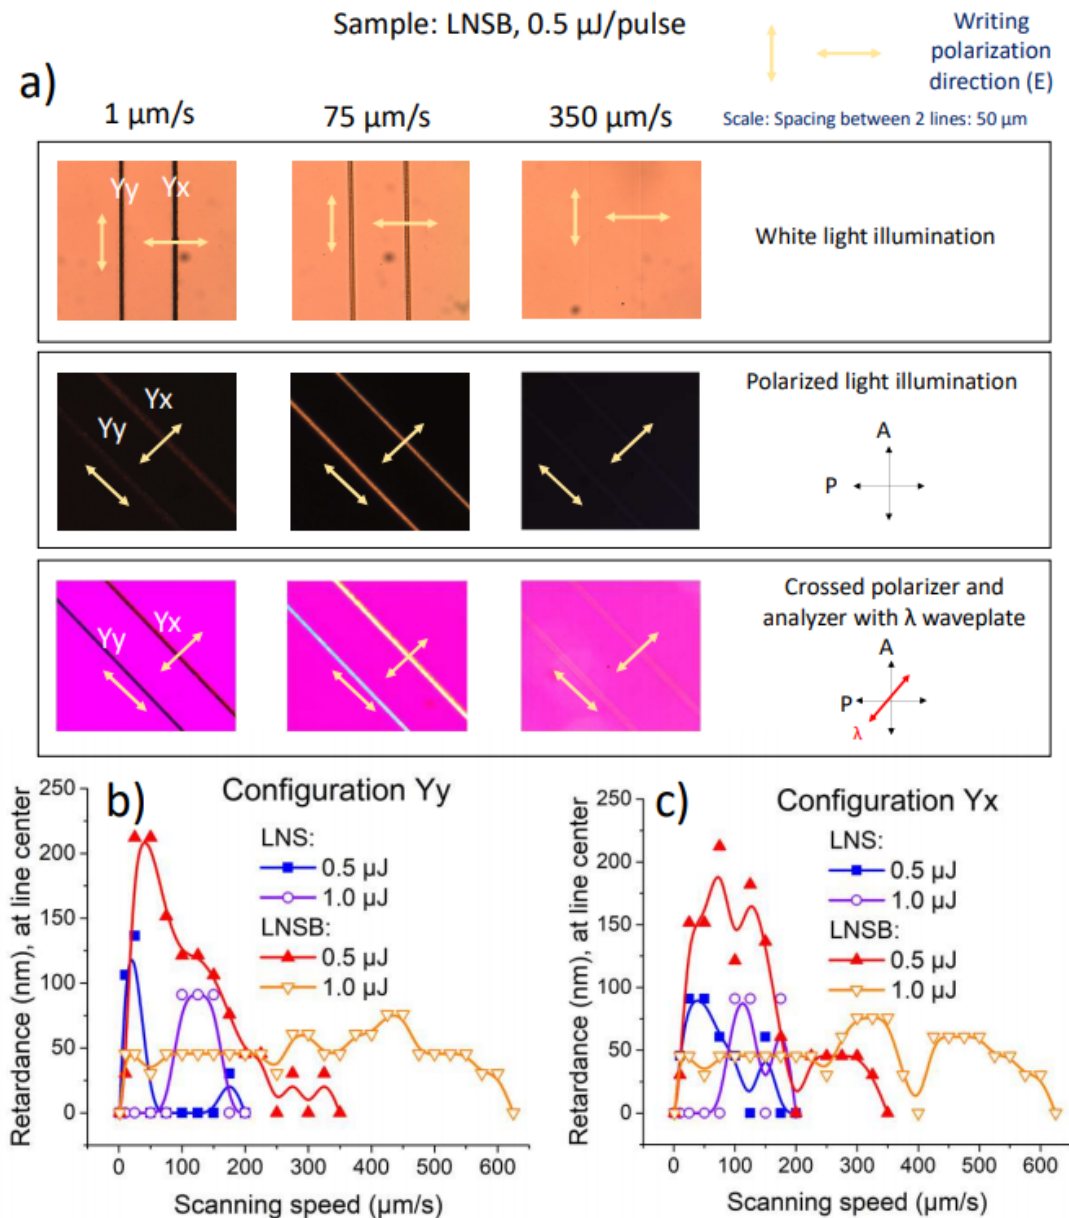 Sample: LNSB, 0.5 µJ/pulse
Writing
polarization
direction (E)
a)
1 µm/s
75 µm/s
350 µm/s
Scale: Spacing between 2 lines: 50 µm
Yy
Yx
White light illumination
Yx
Yy
Polarized light illumination
A
P
Yx
Yy
Crossed polarizer and
analyzer with λ waveplate
A
P
λ
b)
Configuration Yy
LNS:
0.5 µJ
1.0 µJ
LNSB:
0.5 µJ
1.0 µJ
Retardance (nm), at line center
250
200
150
100
50
0
0
100
200
300
400
500
600
Scanning speed (µm/s)
c)
Configuration Yx
LNS:
0.5 µJ
1.0 µJ
LNSB:
0.5 µJ
1.0 µJ
Retardance (nm), at line center
250
200
150
100
50
0
0
100
200
300
400
500
600
Scanning speed (µm/s)